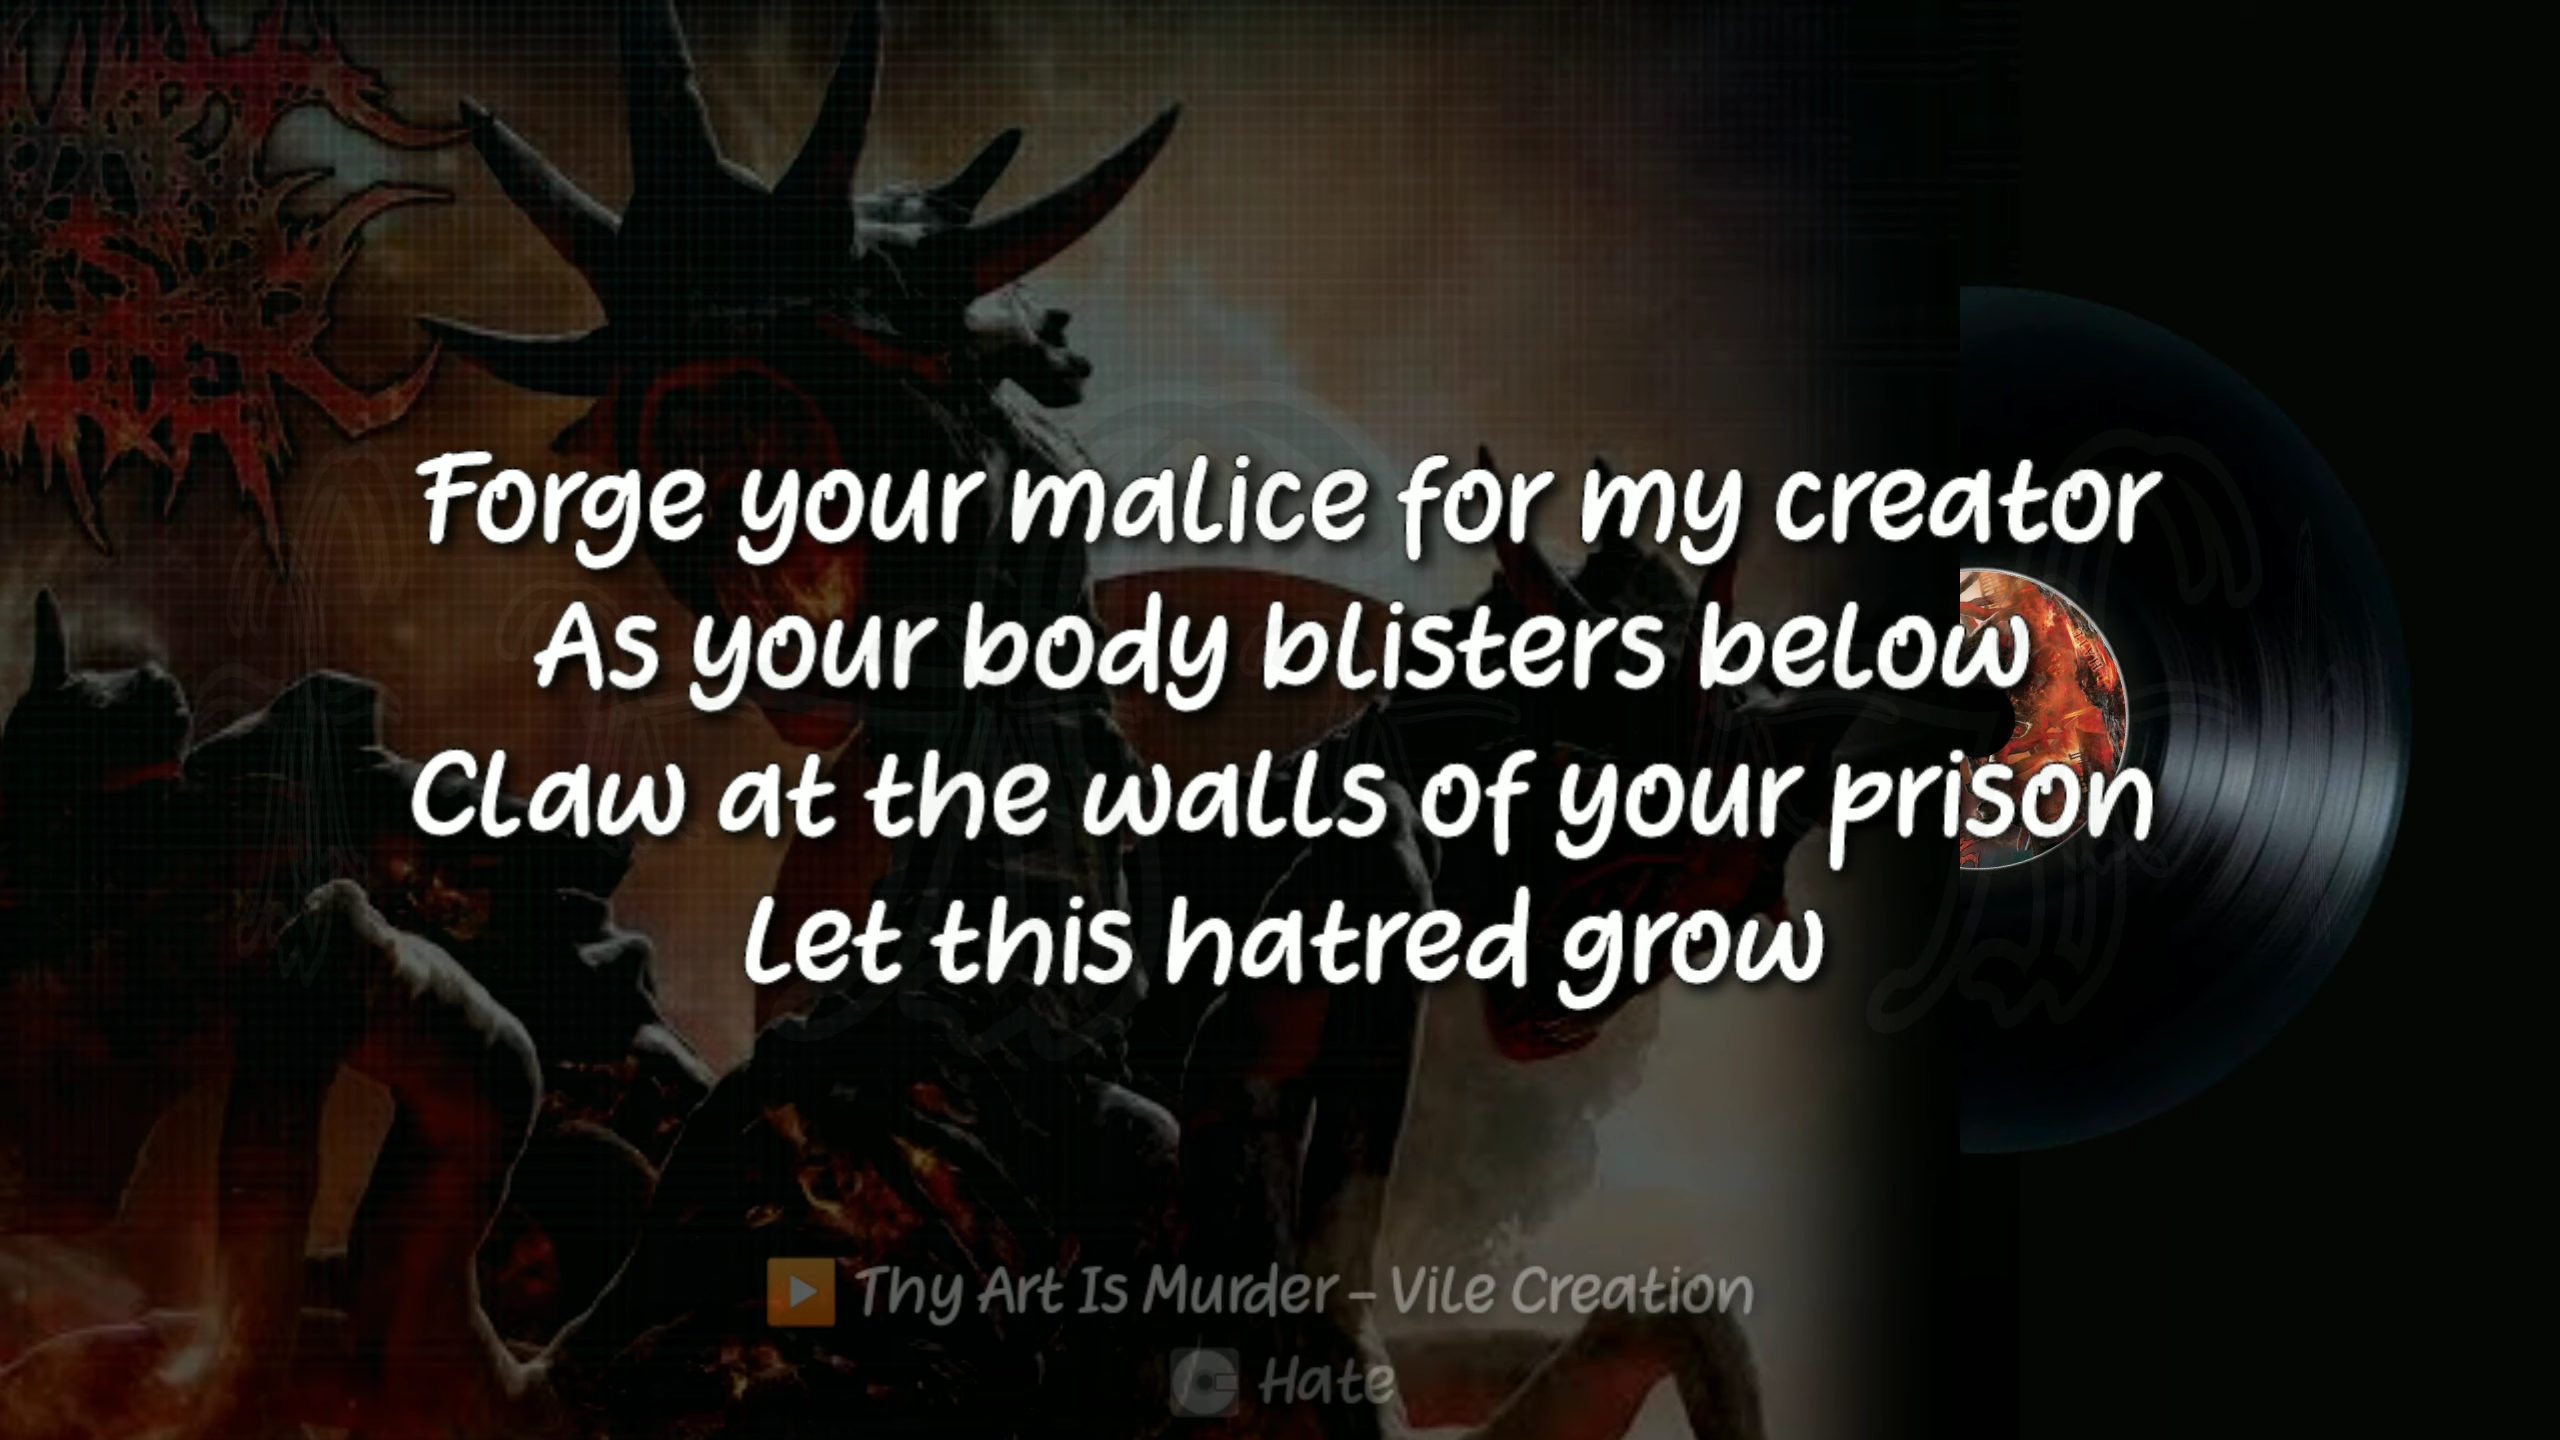 Forge your malice for my creator
As your body blisters below
Claw at the walls of your prison
Let this hatred grow
Thy Art Is Murder – Vile Creation
Hate